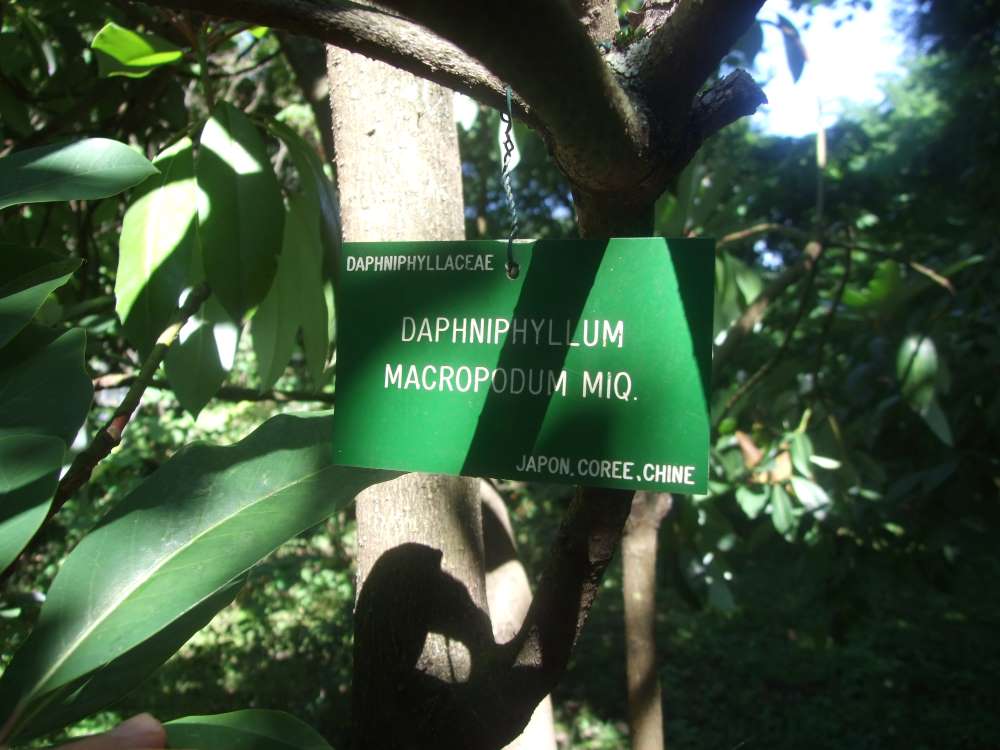 DAPHNIPHYLLACEAE
DAPHNIPHYLLUM
MACROPODUM MIQ.
JAPON, COREE, CHINE